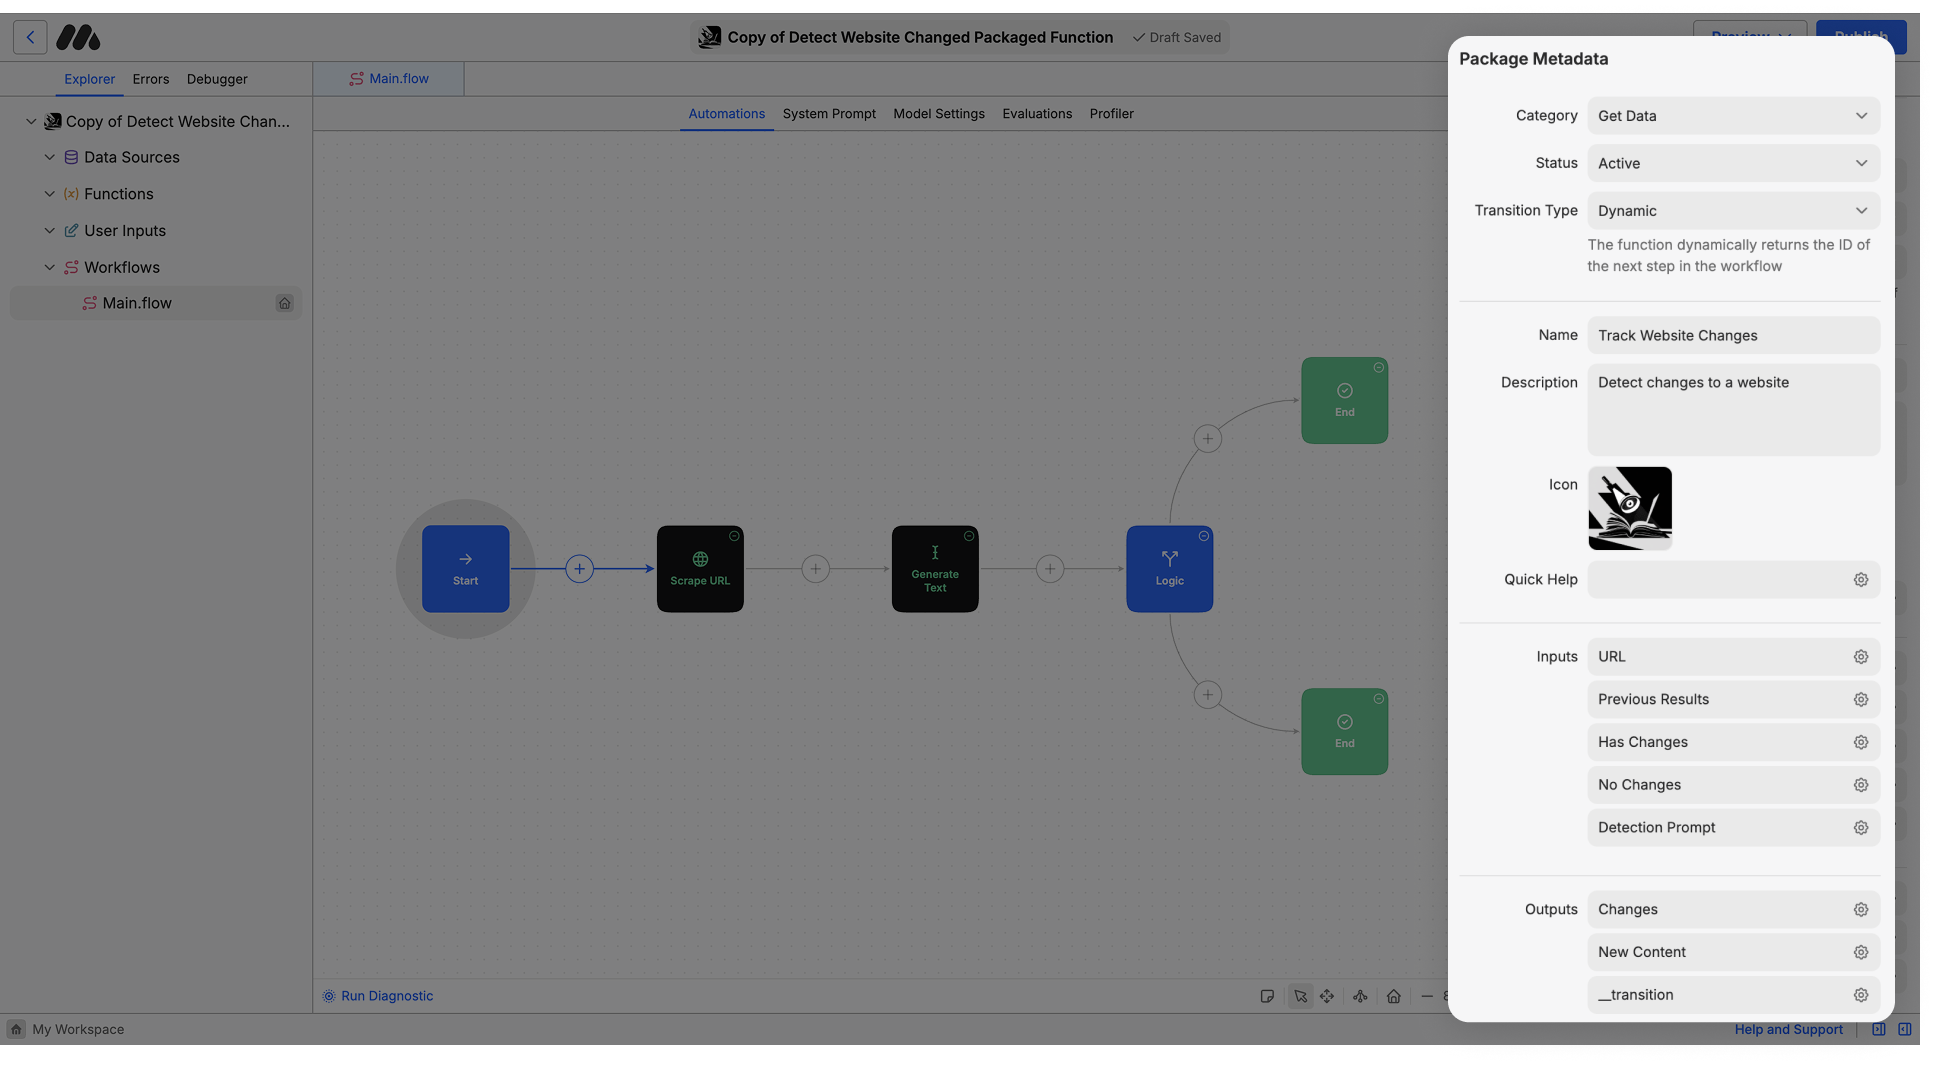 Copy of Detect Website Changed Packaged Function
Draft Saved
Preview
Publish
Explorer
Errors
Debugger
Main.flow
Copy of Detect Website Chan...
Data Sources
(x) Functions
User Inputs
Workflows
Main.flow
Automations
System Prompt
Model Settings
Evaluations
Profiler
Start
Scrape URL
Generate
Text
Logic
End
End
Run Diagnostic
My Workspace
Help and Support
Package Metadata
Category
Get Data
Status
Active
Transition Type
Dynamic
The function dynamically returns the ID of
the next step in the workflow
Name
Track Website Changes
Description
Detect changes to a website
Icon
Quick Help
Inputs
URL
Previous Results
Has Changes
No Changes
Detection Prompt
Outputs
Changes
New Content
__transition